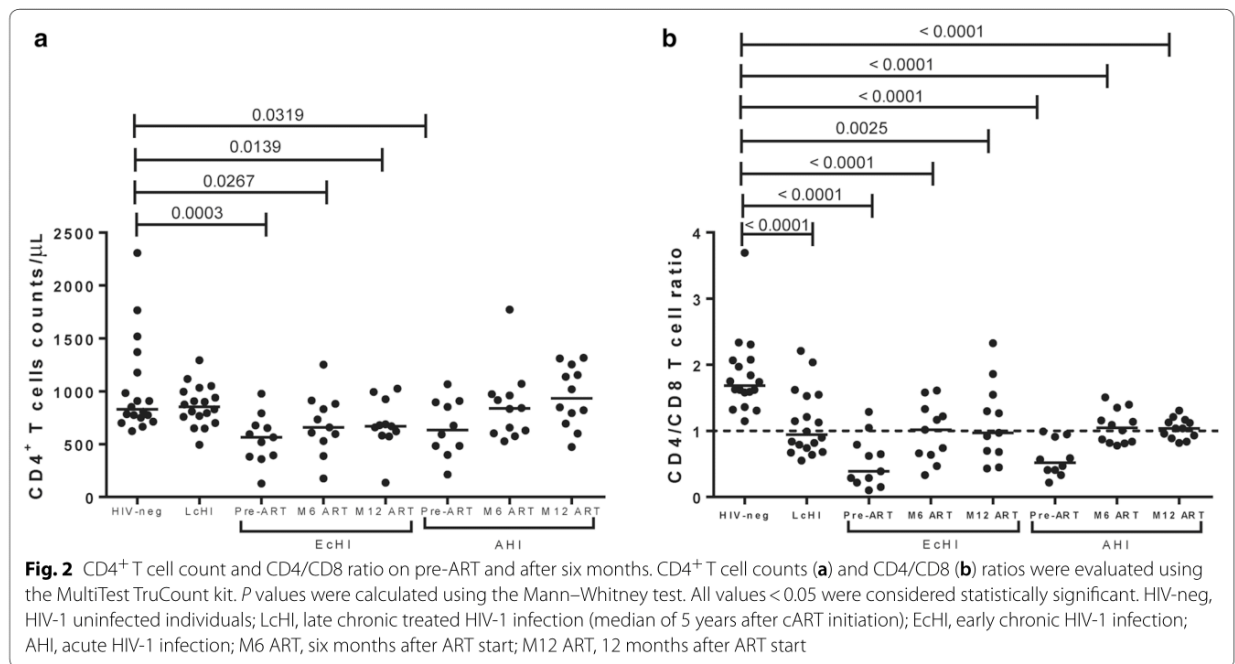 a
b
< 0.0001
< 0.0001
< 0.0001
0.0025
< 0.0001
< 0.0001
< 0.0001
0.0319
0.0139
0.0267
0.0003
CD4+ T cells counts/μL
2500
2000
1500
1000
500
0
HIV-neg LcHI Pre-ART M6 ART M12 ART Pre-ART M6 ART M12 ART
EcHI AHI
CD4/CD8 T cell ratio
4
3
2
1
0
HIV-neg LcHI Pre-ART M6 ART M12 ART Pre-ART M6 ART M12 ART
EcHI AHI
Fig. 2 CD4+ T cell count and CD4/CD8 ratio on pre-ART and after six months. CD4+ T cell counts (a) and CD4/CD8 (b) ratios were evaluated using
the MultiTest TruCount kit. P values were calculated using the Mann–Whitney test. All values < 0.05 were considered statistically significant. HIV-neg,
HIV-1 uninfected individuals; LcHI, late chronic treated HIV-1 infection (median of 5 years after cART initiation); EcHI, early chronic HIV-1 infection;
AHI, acute HIV-1 infection; M6 ART, six months after ART start; M12 ART, 12 months after ART start